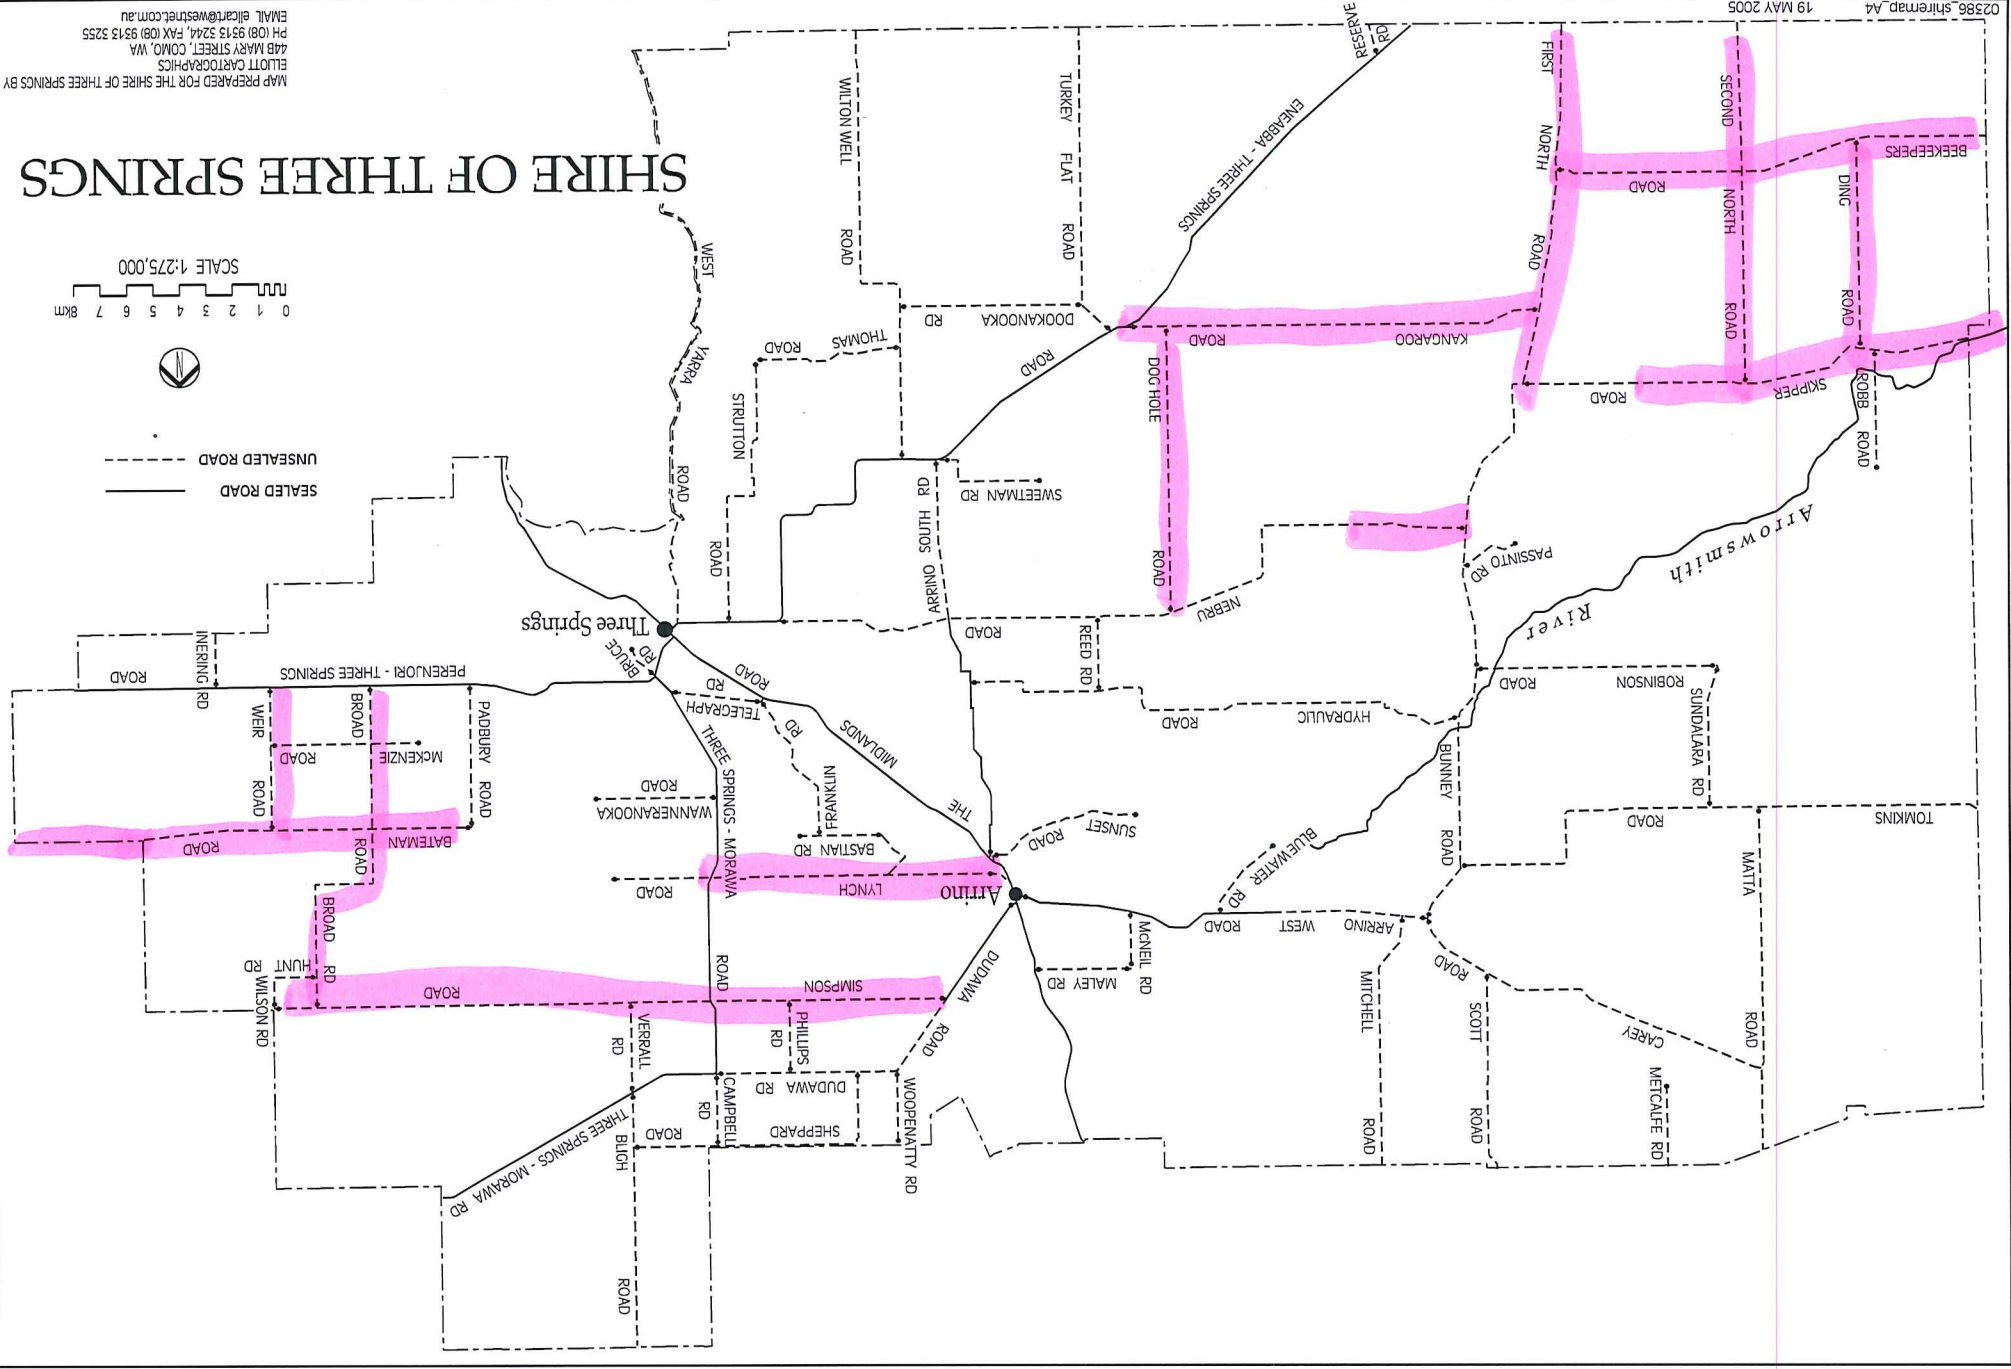 SHIRE OF THREE SPRINGS
MAP PREPARED FOR THE SHIRE OF THREE SPRINGS BY
ELLIOTT CARTOGRAPHICS
44B MARY STREET, COMO, WA
PH (08) 9313 3244, FAX (08) 9313 3255
EMAIL ellcart@westnet.com.au
SCALE 1:275,000
0 1 2 3 4 5 6 7 8km
N
SEALED ROAD
UNSEALED ROAD
02386_shiremap_A4
19 MAY 2005
METCALFE RD
MATTA ROAD
CAREY ROAD
SCOTT ROAD
MITCHELL ROAD
TOMKINS ROAD
ARRINO WEST ROAD
BLUEWATER RD
McNEIL RD
MALEY RD
SUNSET ROAD
Arrino
DUDAWA ROAD
WOOPENATTY RD
SHEPPARD ROAD
DUDAWA RD
PHILLIPS RD
CAMPBELL RD
BLIGH ROAD
THREE SPRINGS - MORAWA RD
VERRALL RD
SIMPSON ROAD
HUNT RD
WILSON RD
BROAD RD
LYNCH ROAD
BASTIAN RD
FRANKLIN RD
WANNERANOOKA ROAD
THREE SPRINGS - MORAWA ROAD
BATEMAN ROAD
BROAD ROAD
McKENZIE ROAD
WEIR ROAD
PADBURY ROAD
PERENJORI - THREE SPRINGS ROAD
INERING RD
TELEGRAPH RD
BRUCE RD
Three Springs
THE MIDLANDS ROAD
SUNDALARA RD
ROBINSON ROAD
BUNNEY ROAD
HYDRAULIC ROAD
REED RD
NEBRU ROAD
Arrowsmith River
PASSINTO RD
ARRINO SOUTH RD
SWEETMAN RD
DOG HOLE ROAD
ROBB ROAD
SKIPPER ROAD
KANGAROO ROAD
DING ROAD
BEEKEEPERS ROAD
SECOND NORTH ROAD
FIRST NORTH ROAD
ENEABBA - THREE SPRINGS ROAD
RESERVE RD
DOOKANOOKA RD
TURKEY FLAT ROAD
WILTON WELL ROAD
THOMAS ROAD
STRUTTON ROAD
WEST YARRA ROAD